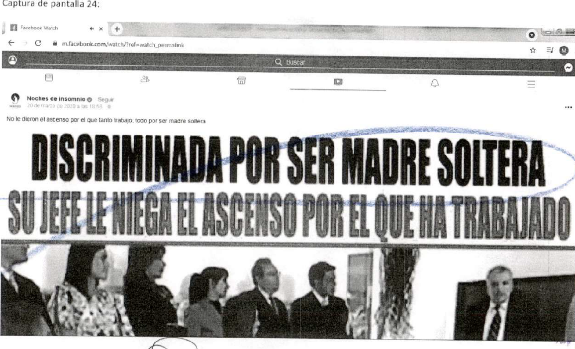 Captura de pantalla 24:
Facebook Watch
m.facebook.com/watch/?ref=watch_permalink
Buscar
Noches de insomnio · Seguir
No le dieron el ascenso por el que tanto trabajo, todo por ser madre soltera
DISCRIMINADA POR SER MADRE SOLTERA
SU JEFE LE NIIEGA EL ASCENSO POR EL QUE HA TRABAJADO